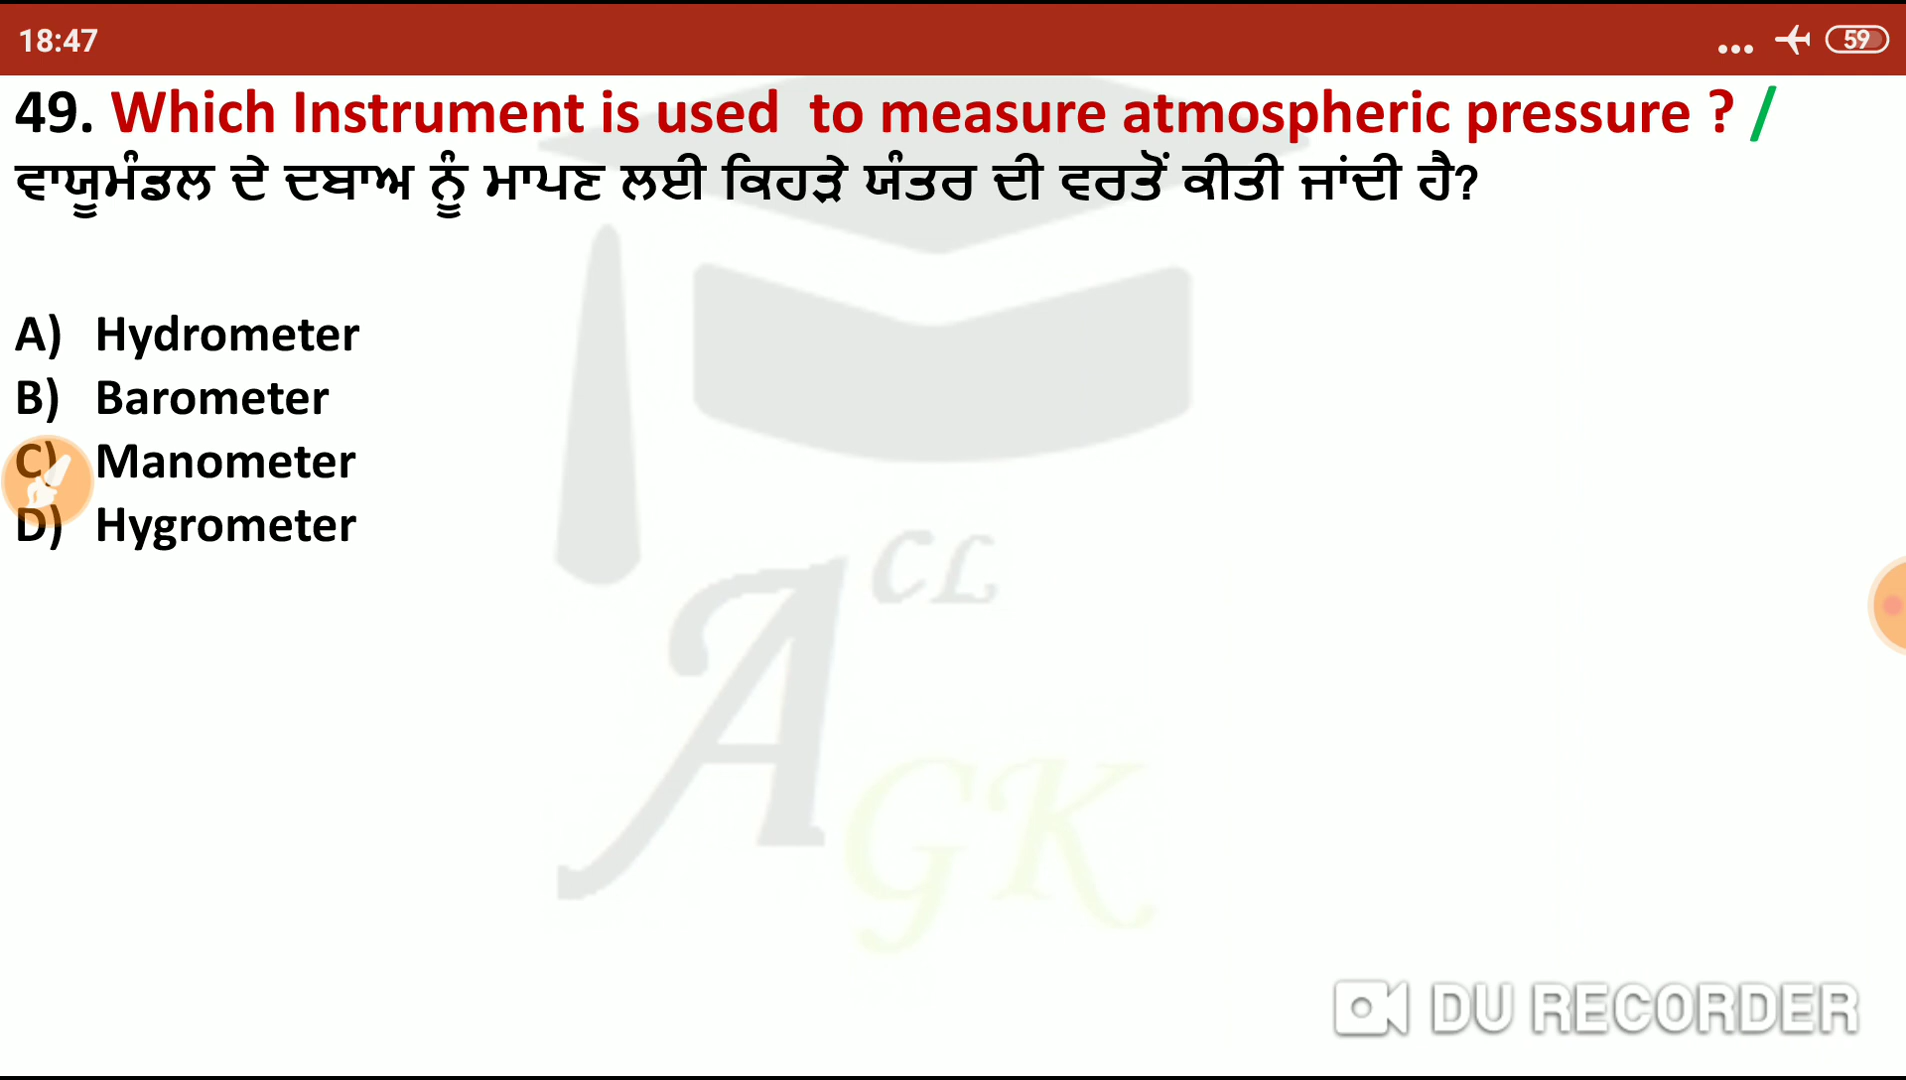 18:47
59
49. Which Instrument is used to measure atmospheric pressure ? /
ਵਾਯੂਮੰਡਲ ਦੇ ਦਬਾਅ ਨੂੰ ਮਾਪਣ ਲਈ ਕਿਹੜੇ ਯੰਤਰ ਦੀ ਵਰਤੋਂ ਕੀਤੀ ਜਾਂਦੀ ਹੈ?
A) Hydrometer
B) Barometer
C) Manometer
D) Hygrometer
CL
A
GK
DU RECORDER